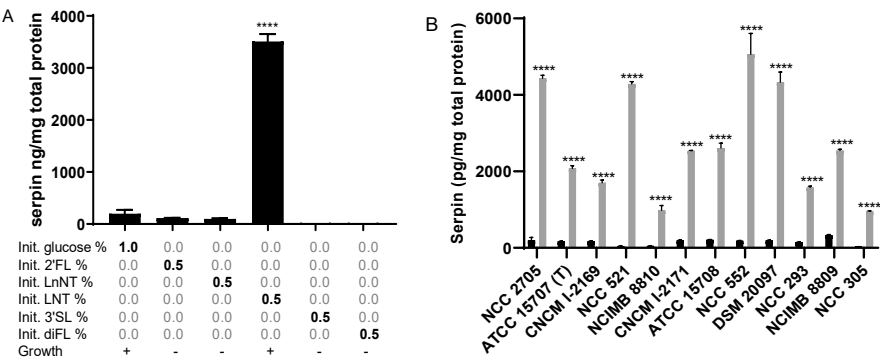 A
serpin ng/mg total protein
4000
3000
2000
1000
0
****
Init. glucose % 1.0 0.0 0.0 0.0 0.0 0.0
Init. 2'FL % 0.0 0.5 0.0 0.0 0.0 0.0
Init. LnNT % 0.0 0.0 0.5 0.0 0.0 0.0
Init. LNT % 0.0 0.0 0.0 0.5 0.0 0.0
Init. 3'SL % 0.0 0.0 0.0 0.0 0.5 0.0
Init. diFL % 0.0 0.0 0.0 0.0 0.0 0.5
Growth + - - + - -
B
Serpin (pg/mg total protein)
6000
4000
2000
0
****
****
****
****
****
****
****
****
****
****
****
****
NCC 2705
ATCC 15707 (T)
CNCM I-2169
NCC 521
NCIMB 8810
CNCM I-2171
ATCC 15708
NCC 552
DSM 20097
NCC 293
NCIMB 8809
NCC 305